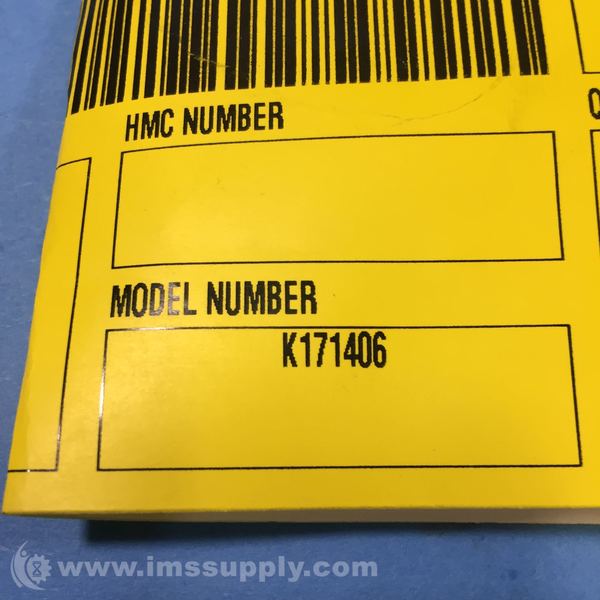 HMC NUMBER
MODEL NUMBER
K171406
www.imssupply.com